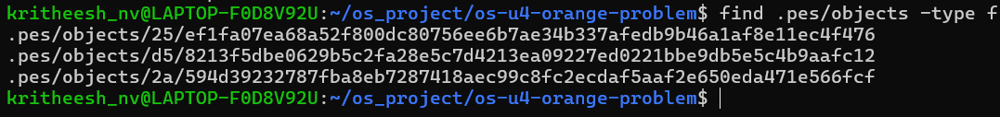 kritheesh_nv@LAPTOP-F0D8V92U:~/os_project/os-u4-orange-problem$ find .pes/objects -type f
.pes/objects/25/ef1fa07ea68a52f800dc80756ee6b7ae34b337afedb9b46a1af8e11ec4f476
.pes/objects/d5/8213f5dbe0629b5c2fa28e5c7d4213ea09227ed0221bbe9db5e5c4b9aafc12
.pes/objects/2a/594d39232787fba8eb7287418aec99c8fc2ecdaf5aaf2e650eda471e566fcf
kritheesh_nv@LAPTOP-F0D8V92U:~/os_project/os-u4-orange-problem$